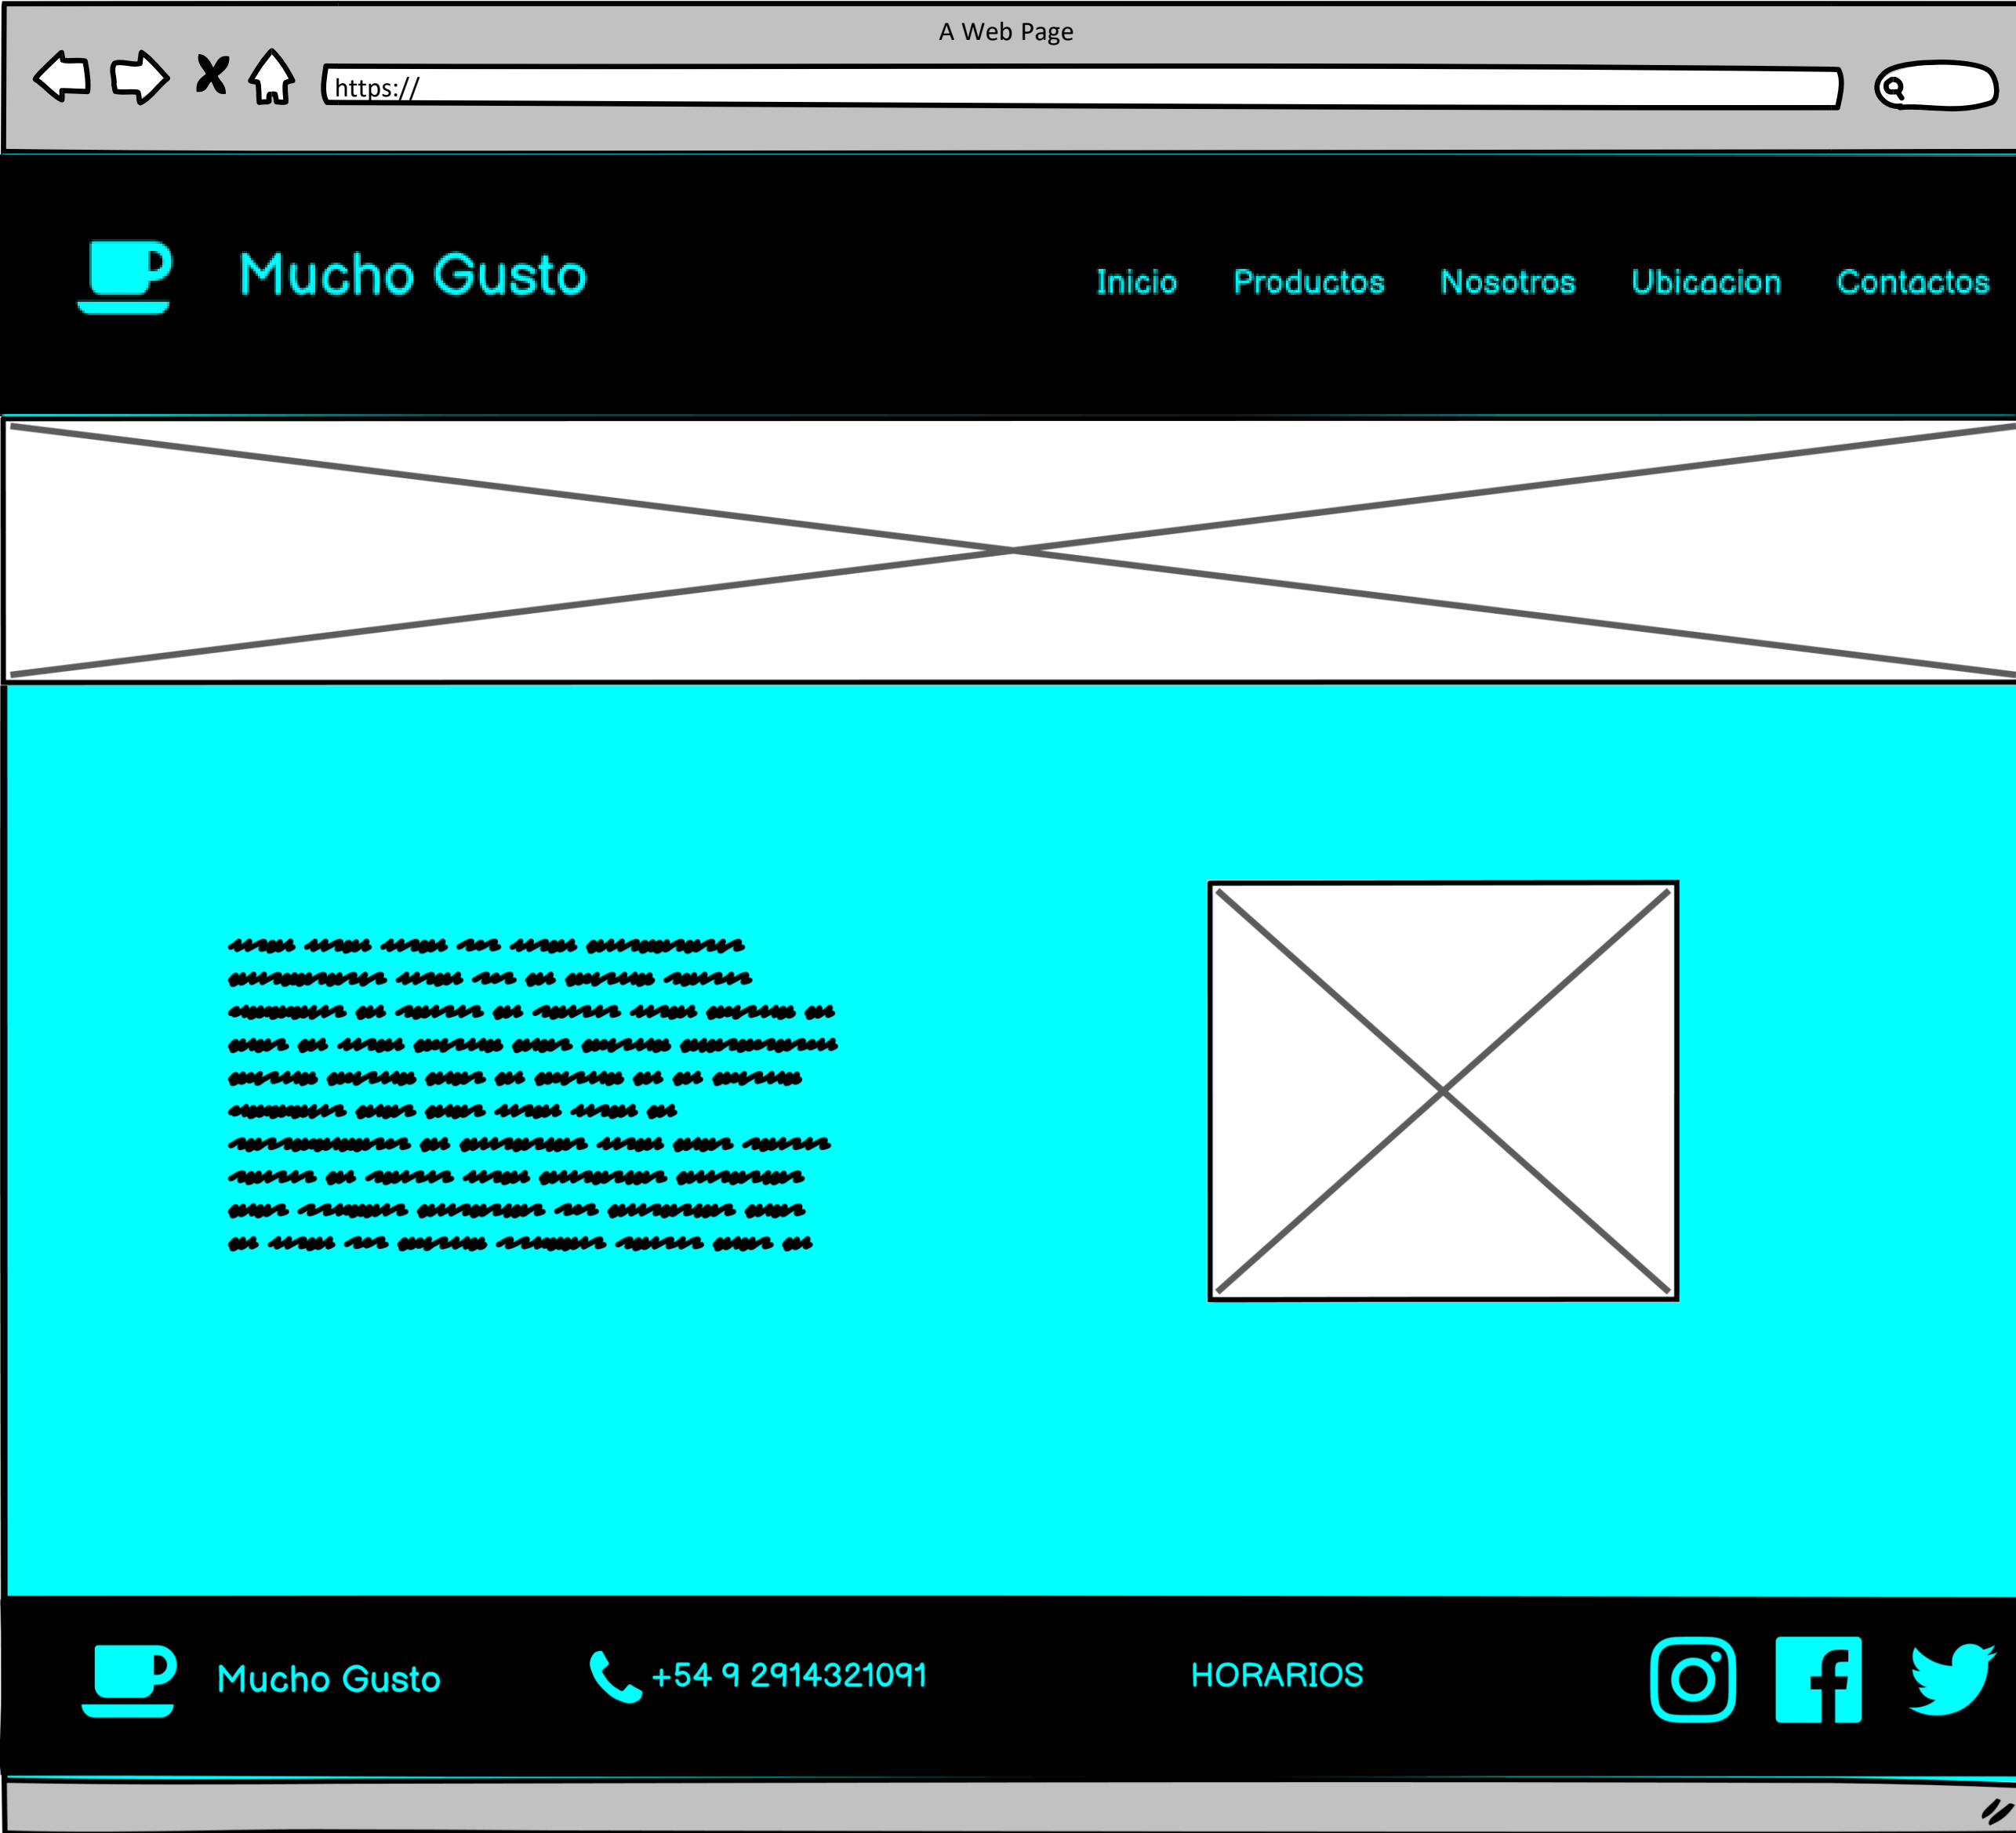 A Web Page
https://
Mucho Gusto
Inicio Productos Nosotros Ubicacion Contactos
Mucho Gusto +54 9 2914321091 HORARIOS